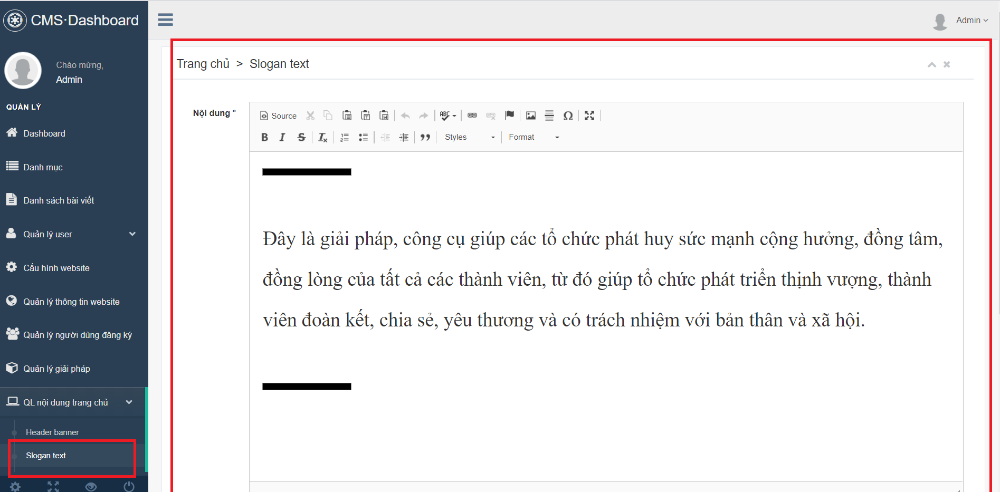 CMS·Dashboard
Admin
Chào mừng,
Admin
QUẢN LÝ
Dashboard
Danh mục
Danh sách bài viết
Quản lý user
Cấu hình website
Quản lý thông tin website
Quản lý người dùng đăng ký
Quản lý giải pháp
QL nội dung trang chủ
Header banner
Slogan text
Trang chủ > Slogan text
Nội dung *
Source
ABC
B I S Tx
Styles Format
Đây là giải pháp, công cụ giúp các tổ chức phát huy sức mạnh cộng hưởng, đồng tâm,
đồng lòng của tất cả các thành viên, từ đó giúp tổ chức phát triển thịnh vượng, thành
viên đoàn kết, chia sẻ, yêu thương và có trách nhiệm với bản thân và xã hội.